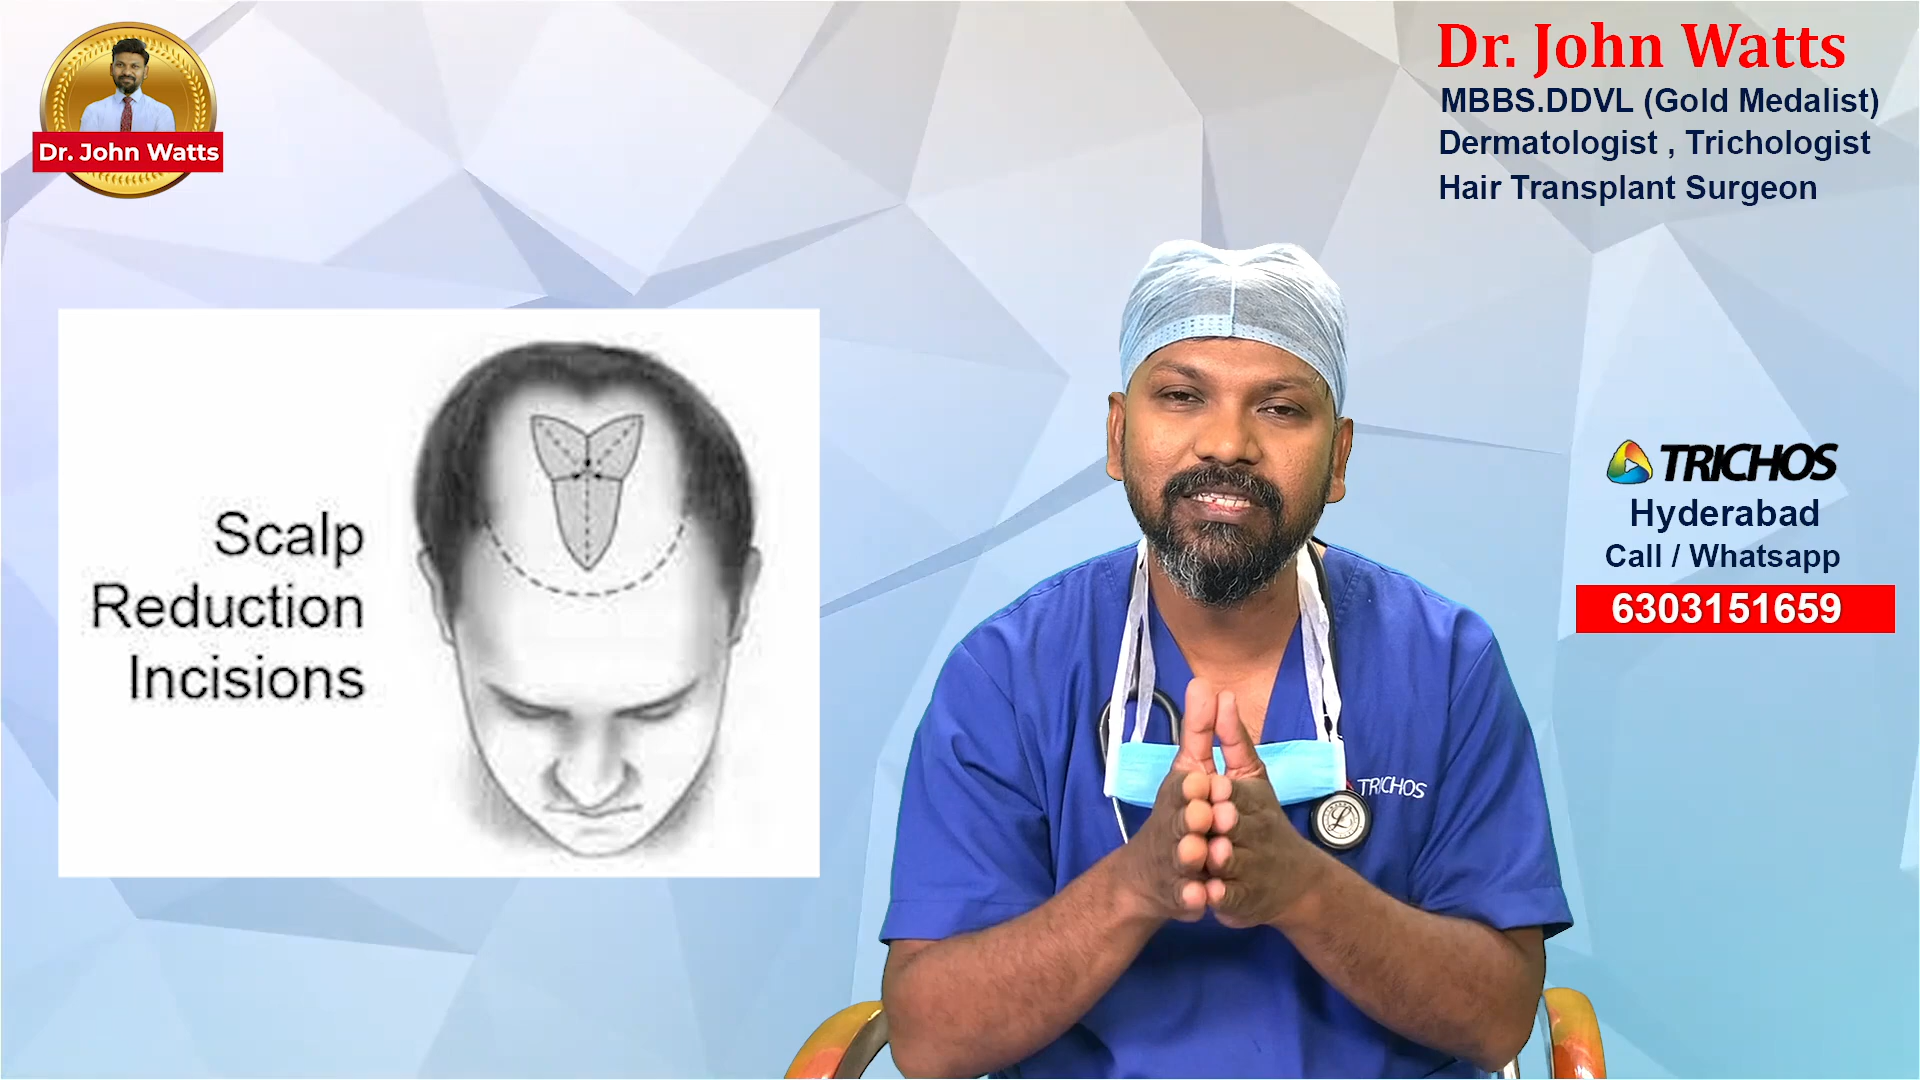 Dr. John Watts
Dr. John Watts
MBBS.DDVL (Gold Medalist)
Dermatologist , Trichologist
Hair Transplant Surgeon
Scalp
Reduction
Incisions
TRICHOS
Hyderabad
Call / Whatsapp
6303151659
TRICHOS